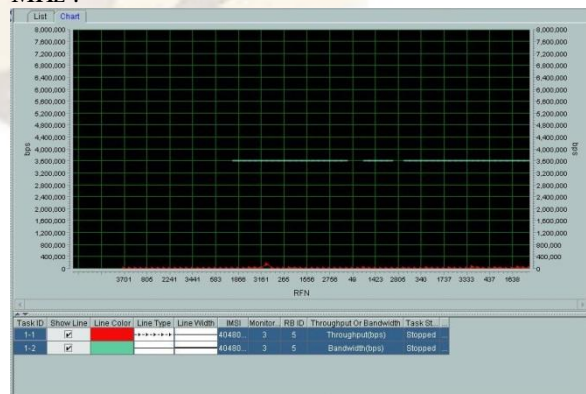 List Chart
8,000,000 8,000,000
7,600,000 7,600,000
7,200,000 7,200,000
6,800,000 6,800,000
6,400,000 6,400,000
6,000,000 6,000,000
5,600,000 5,600,000
5,200,000 5,200,000
4,800,000 4,800,000
4,400,000 4,400,000
4,000,000 4,000,000
bps 3,600,000 3,600,000 bps
3,200,000 3,200,000
2,800,000 2,800,000
2,400,000 2,400,000
2,000,000 2,000,000
1,600,000 1,600,000
1,200,000 1,200,000
800,000 800,000
400,000 400,000
0 0
3701 806 2241 3441 683 1866 3161 265 1656 2766 49 1423 2806 340 1737 3333 437 1638
RFN
Task ID Show Line Line Color Line Type Line Width IMSI Monitor... RB ID Throughput Or Bandwidth Task St... ...
1-1 40480... 3 5 Throughput(bps) Stopped
1-2 40480... 3 5 Bandwidth(bps) Stopped